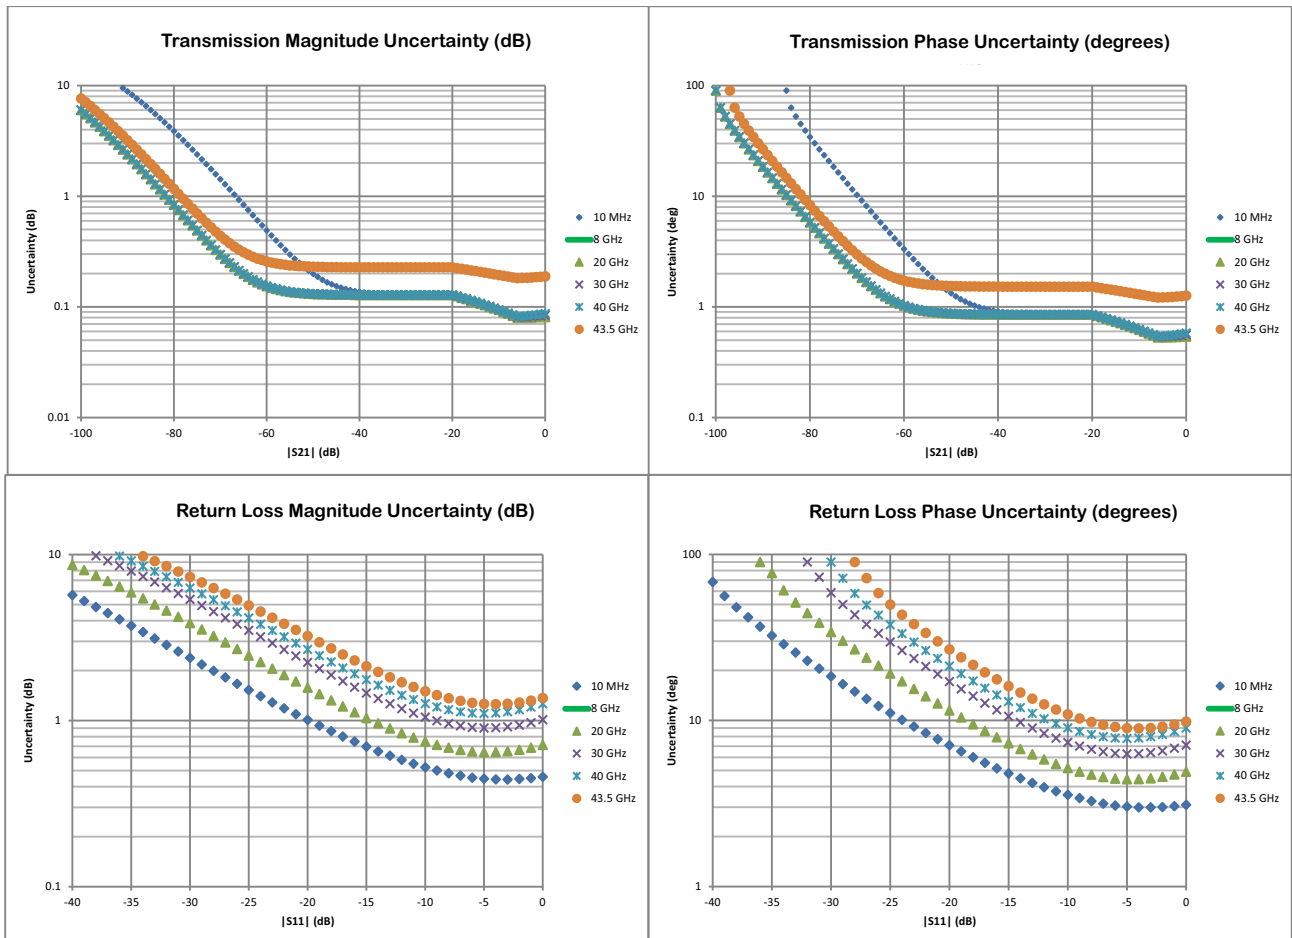 Transmission Magnitude Uncertainty (dB)
Uncertainty (dB)
10
1
0.1
0.01
-100
-80
-60
-40
-20
0
|S21| (dB)
10 MHz
8 GHz
20 GHz
30 GHz
40 GHz
43.5 GHz
Transmission Phase Uncertainty (degrees)
Uncertainty (deg)
100
10
1
0.1
-100
-80
-60
-40
-20
0
|S21| (dB)
10 MHz
8 GHz
20 GHz
30 GHz
40 GHz
43.5 GHz
Return Loss Magnitude Uncertainty (dB)
Uncertainty (dB)
10
1
0.1
-40
-35
-30
-25
-20
-15
-10
-5
0
|S11| (dB)
10 MHz
8 GHz
20 GHz
30 GHz
40 GHz
43.5 GHz
Return Loss Phase Uncertainty (degrees)
Uncertainty (deg)
100
10
1
-40
-35
-30
-25
-20
-15
-10
-5
0
|S11| (dB)
10 MHz
8 GHz
20 GHz
30 GHz
40 GHz
43.5 GHz